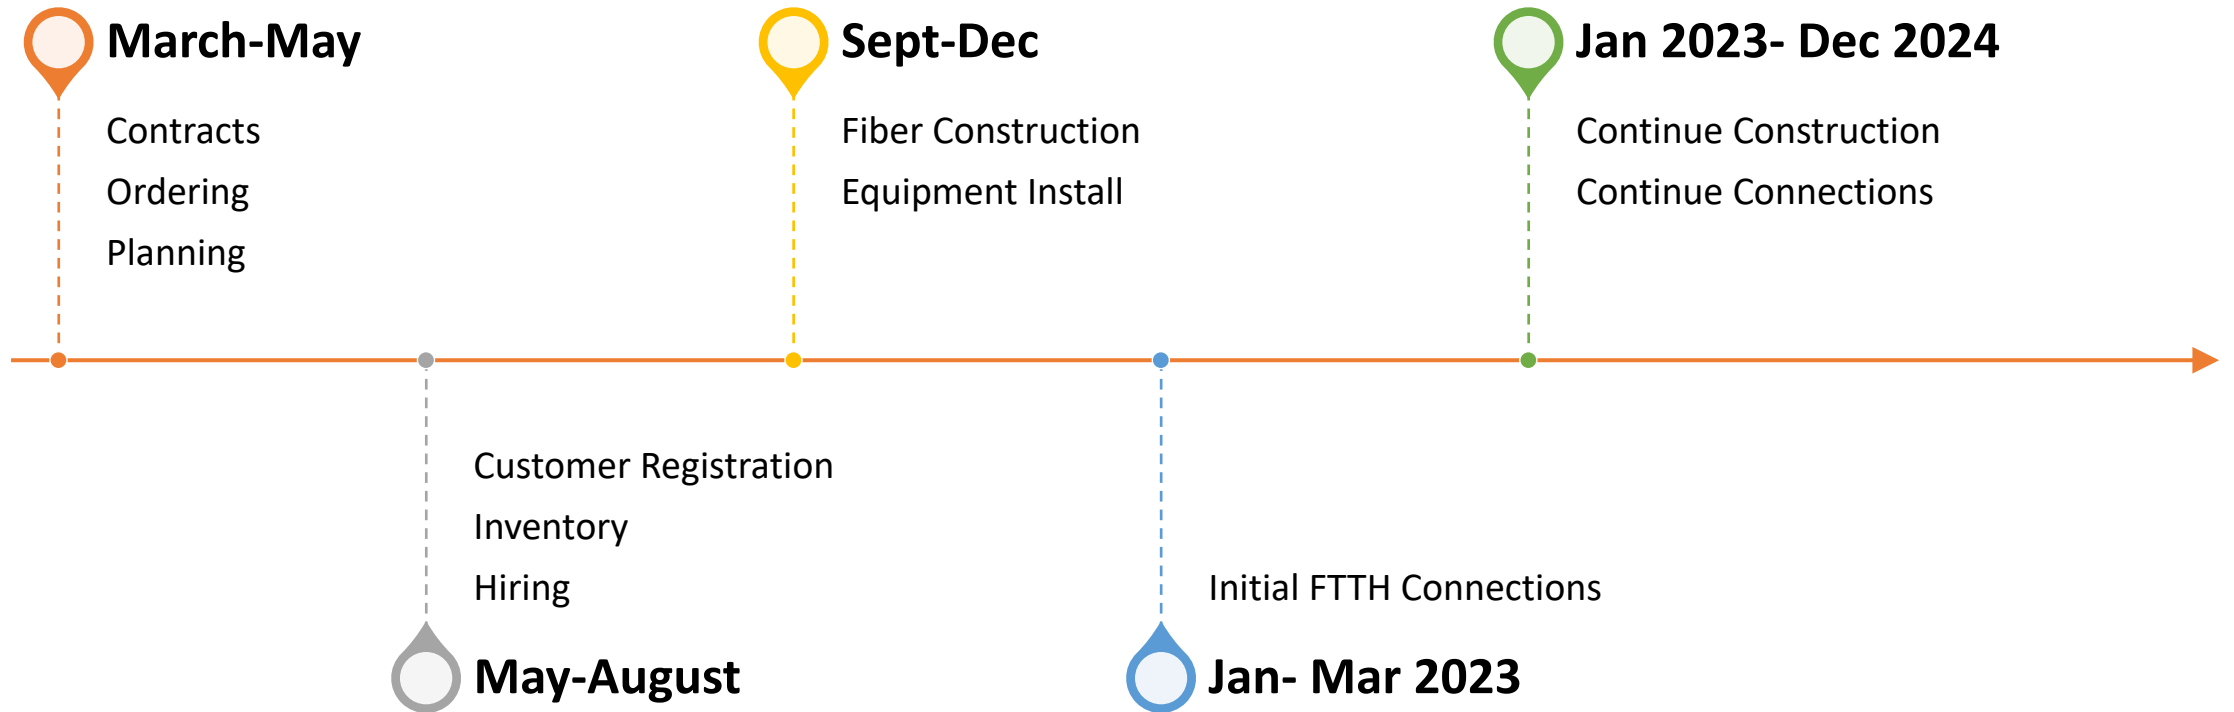 March-May
Contracts
Ordering
Planning
Customer Registration
Inventory
Hiring
May-August
Sept-Dec
Fiber Construction
Equipment Install
Initial FTTH Connections
Jan- Mar 2023
Jan 2023- Dec 2024
Continue Construction
Continue Connections